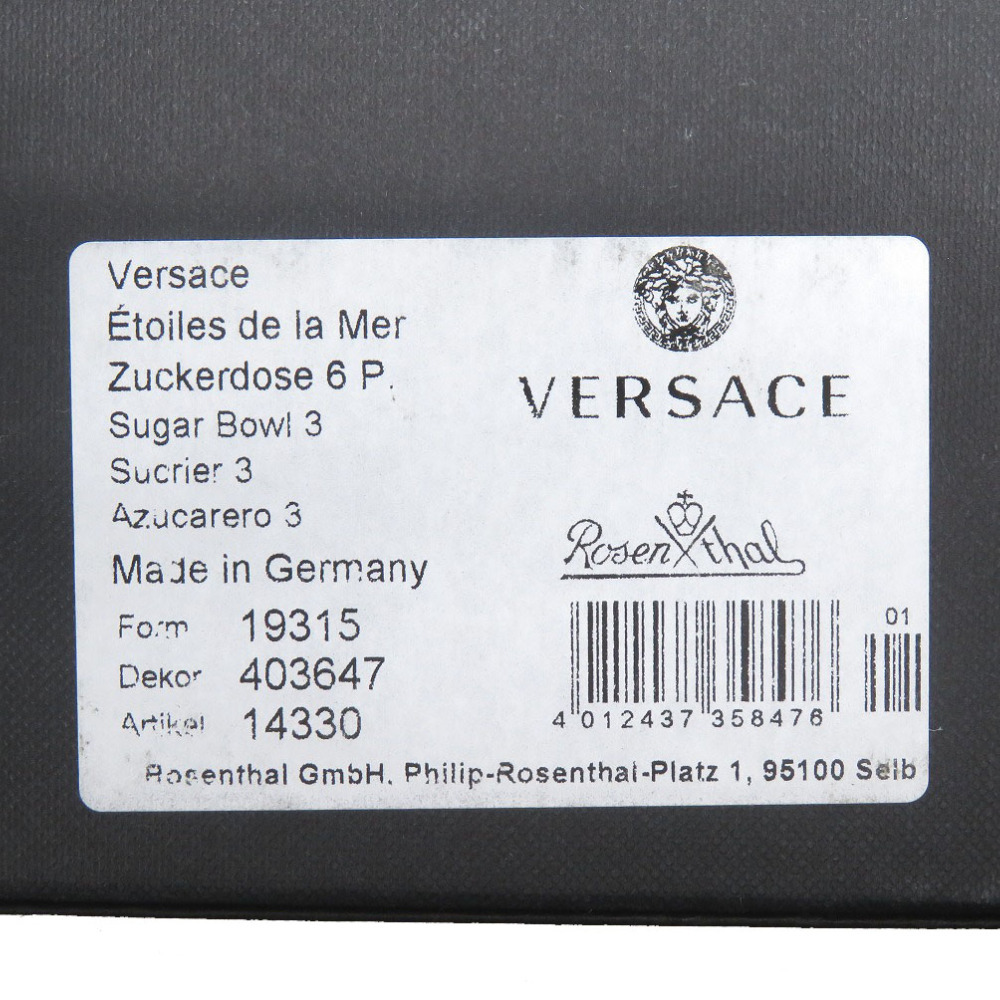 Versace
Étoiles de la Mer
Zuckerdose 6 P.
Sugar Bowl 3
Sucrier 3
Azucarero 3
Made in Germany
Form 19315
Dekor 403647
Artikel 14330
VERSACE
Rosenthal
01
4 012437 358476
Rosenthal GmbH. Philip-Rosenthal-Platz 1, 95100 Selb